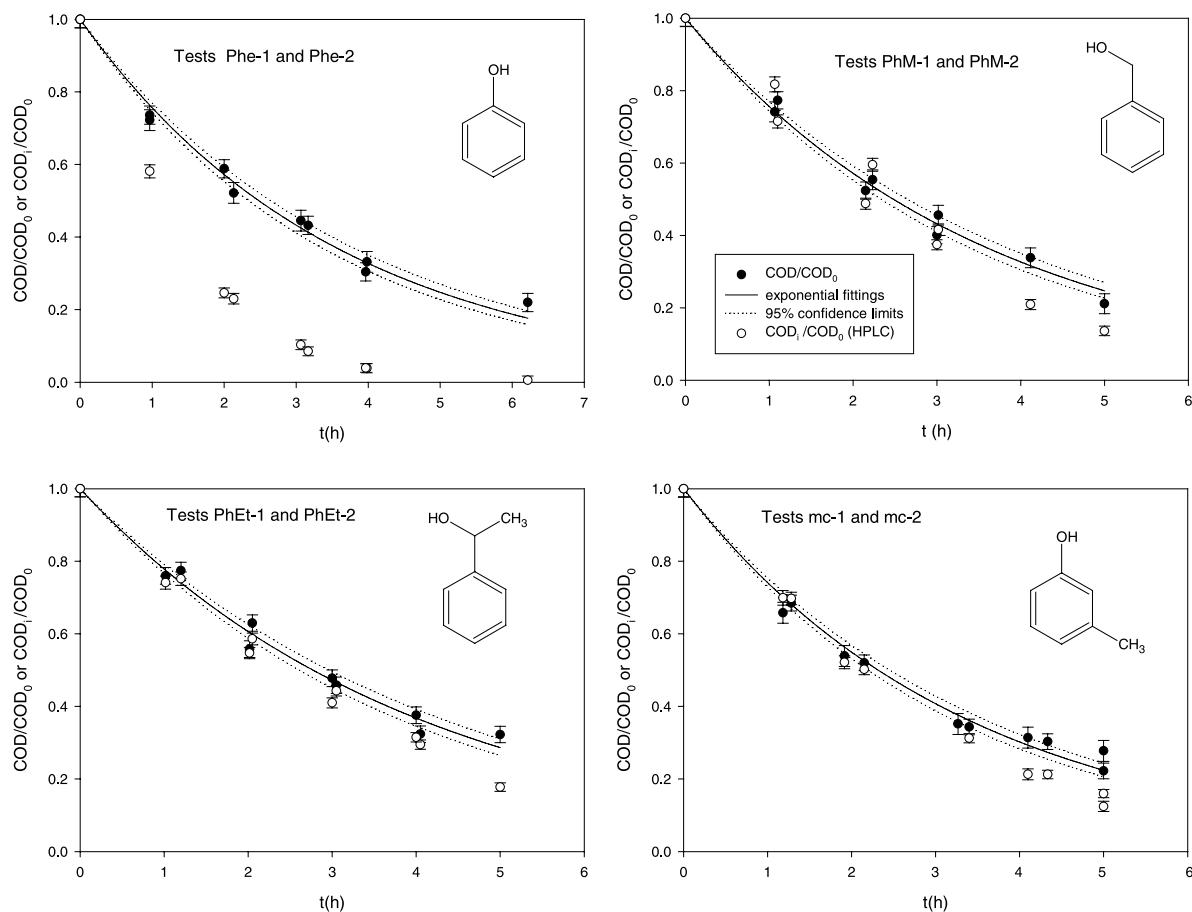 Tests Phe-1 and Phe-2
OH
COD/COD0 or CODi/COD0
1.0
0.8
0.6
0.4
0.2
0.0
0 1 2 3 4 5 6 7
t(h)
Tests PhM-1 and PhM-2
HO
COD/COD0 or CODi/COD0
1.0
0.8
0.6
0.4
0.2
0.0
COD/COD0
exponential fittings
95% confidence limits
CODi/COD0 (HPLC)
0 1 2 3 4 5 6
t (h)
Tests PhEt-1 and PhEt-2
HO CH3
COD/COD0 or CODi/COD0
1.0
0.8
0.6
0.4
0.2
0.0
0 1 2 3 4 5 6
t(h)
Tests mc-1 and mc-2
OH
CH3
COD/COD0 or CODi/COD0
1.0
0.8
0.6
0.4
0.2
0.0
0 1 2 3 4 5 6
t(h)